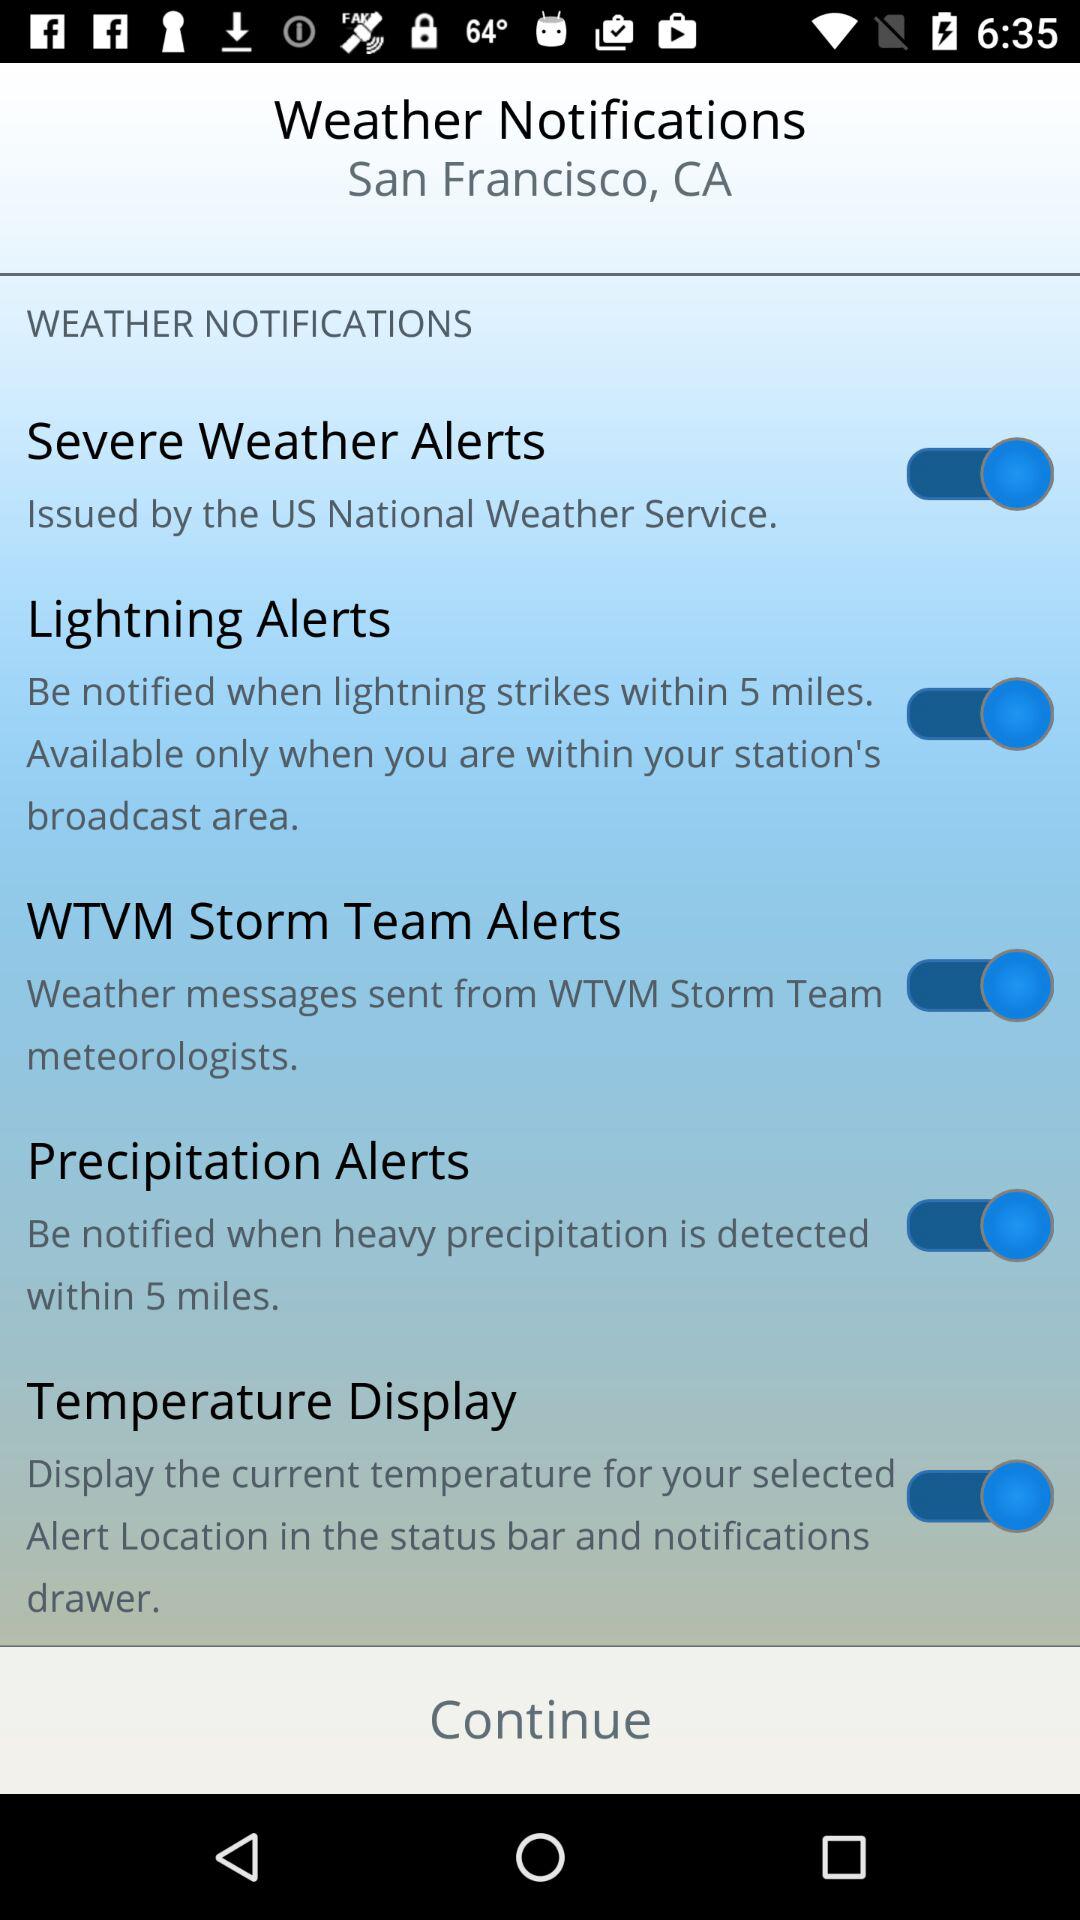 FAKE 64° 6:35
Weather Notifications
San Francisco, CA
WEATHER NOTIFICATIONS
Severe Weather Alerts
Issued by the US National Weather Service.
Lightning Alerts
Be notified when lightning strikes within 5 miles.
Available only when you are within your station's
broadcast area.
WTVM Storm Team Alerts
Weather messages sent from WTVM Storm Team
meteorologists.
Precipitation Alerts
Be notified when heavy precipitation is detected
within 5 miles.
Temperature Display
Display the current temperature for your selected
Alert Location in the status bar and notifications
drawer.
Continue